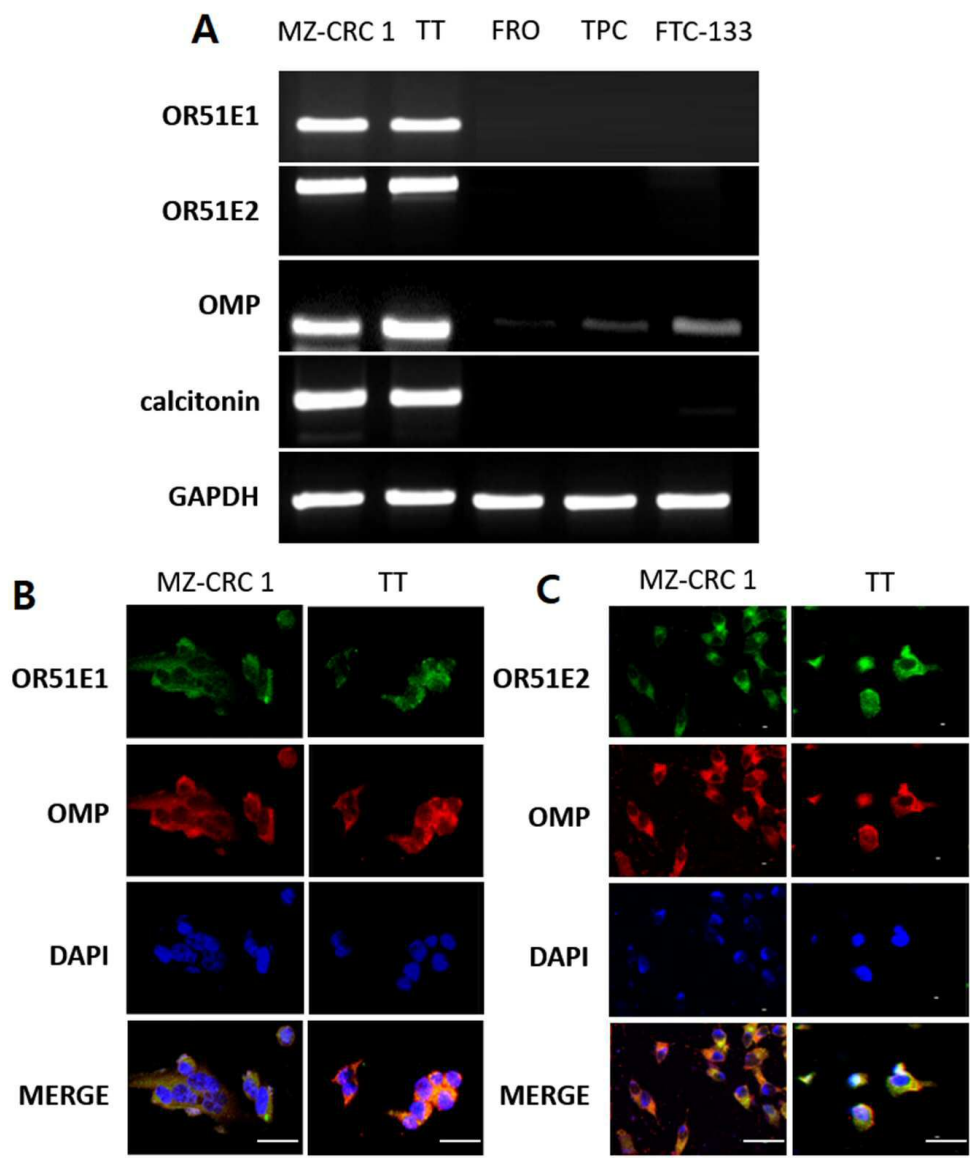 A
MZ-CRC 1 TT FRO TPC FTC-133
OR51E1
OR51E2
OMP
calcitonin
GAPDH
B
MZ-CRC 1 TT
OR51E1
OMP
DAPI
MERGE
C
MZ-CRC 1 TT
OR51E2
OMP
DAPI
MERGE